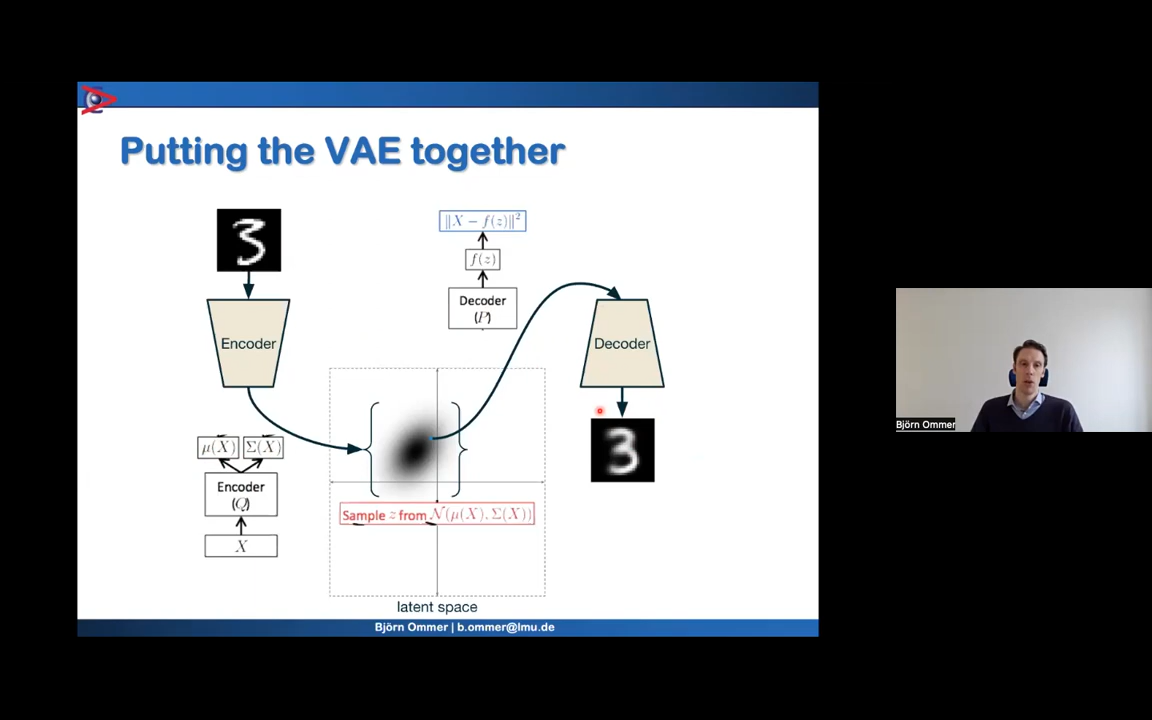 Putting the VAE together
3
‖X − f(z)‖²
f(z)
Decoder
(P)
Encoder
Decoder
μ(X) Σ(X)
Encoder
(Q)
X
3
Sample z from 𝒩(μ(X), Σ(X))
latent space
Björn Ommer | b.ommer@lmu.de
Björn Ommer